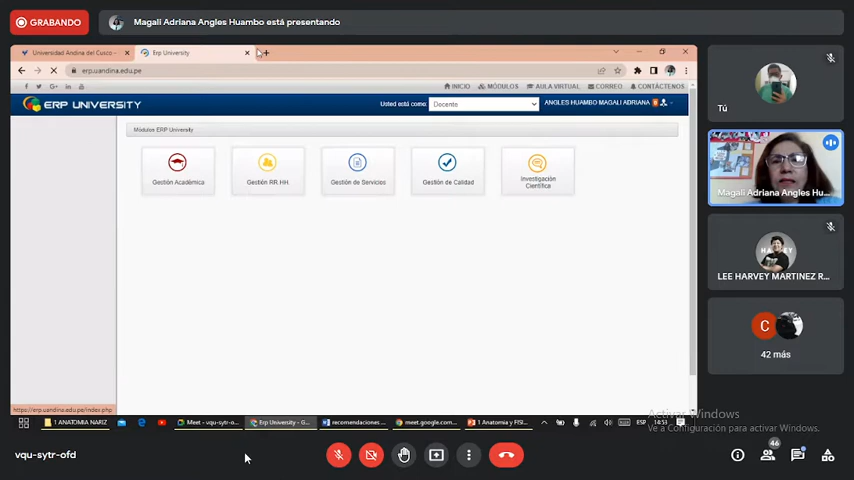 GRABANDO
Magali Adriana Angles Huambo está presentando
Universidad Andina del Cusco -
Erp University
erp.uandina.edu.pe
INICIO MÓDULOS AULA VIRTUAL CORREO CONTÁCTENOS
ERP UNIVERSITY
Usted está como: Docente ANGLES HUAMBO MAGALI ADRIANA
Módulos ERP University
Gestión Académica
Gestión RR.HH.
Gestión de Servicios
Gestión de Calidad
Investigación
Científica
Tú
Magali Adriana Angles Hu...
LEE HARVEY MARTINEZ R...
C
42 más
https://erp.uandina.edu.pe/index.php
1 ANATOMIA NARIZ
Meet - vqu-sytr-o...
Erp University - G...
recomendaciones...
meet.google.com...
1 Anatomia y FISI...
ESP 14:53
Activar Windows
Ve a Configuración para activar Windows.
vqu-sytr-ofd
46